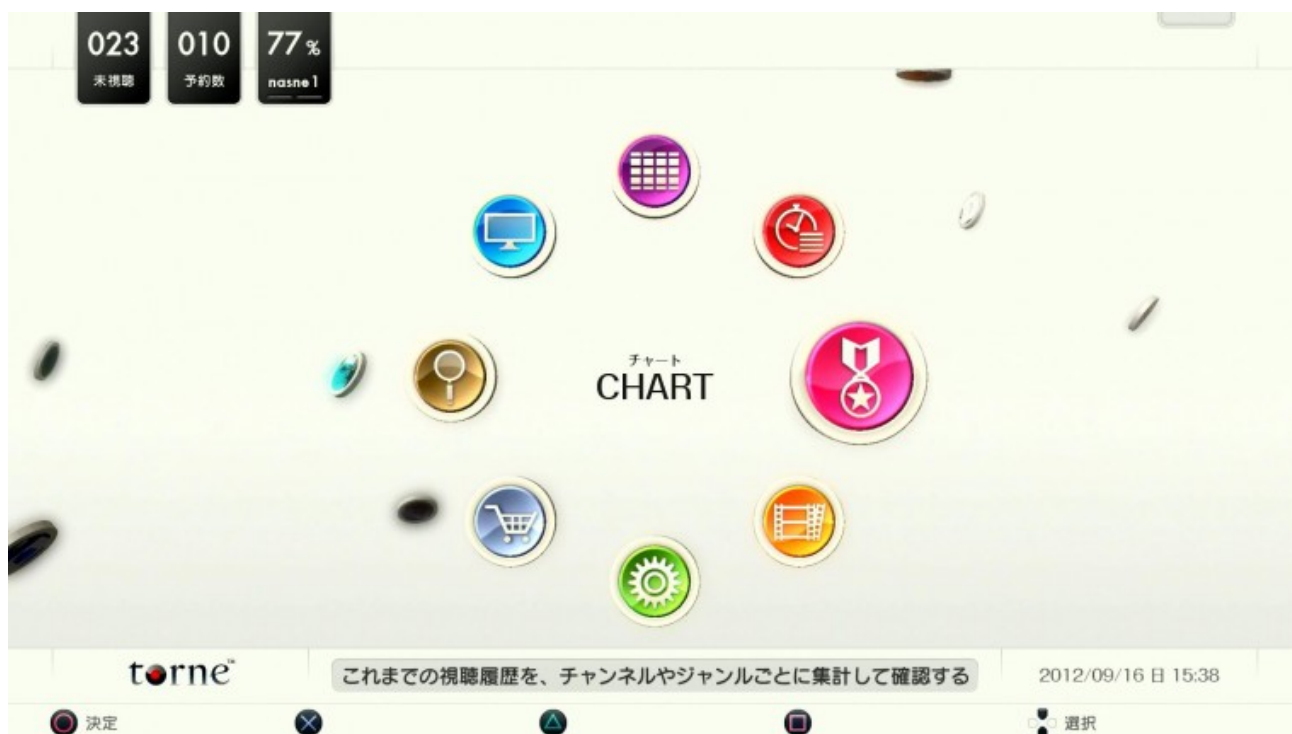 023
未視聴
010
予約数
77%
nasne1
チャート
CHART
torne™
これまでの視聴履歴を、チャンネルやジャンルごとに集計して確認する
2012/09/16 日 15:38
決定
選択